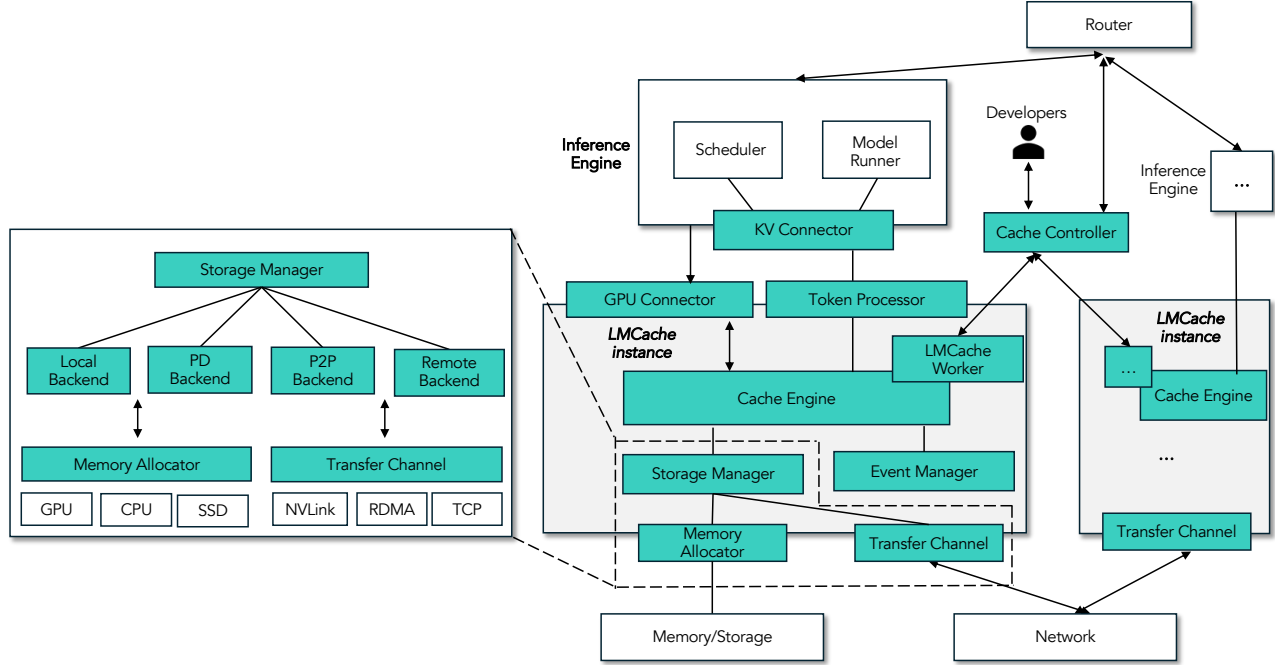 Router
Developers
Inference
Engine
Scheduler
Model
Runner
Inference
Engine
...
KV Connector
Cache Controller
Storage Manager
GPU Connector
Token Processor
LMCache
instance
LMCache
instance
LMCache
Worker
Local
Backend
PD
Backend
P2P
Backend
Remote
Backend
...
Cache Engine
Cache Engine
Memory Allocator
Transfer Channel
Storage Manager
Event Manager
...
GPU
CPU
SSD
NVLink
RDMA
TCP
Memory
Allocator
Transfer Channel
Transfer Channel
Memory/Storage
Network